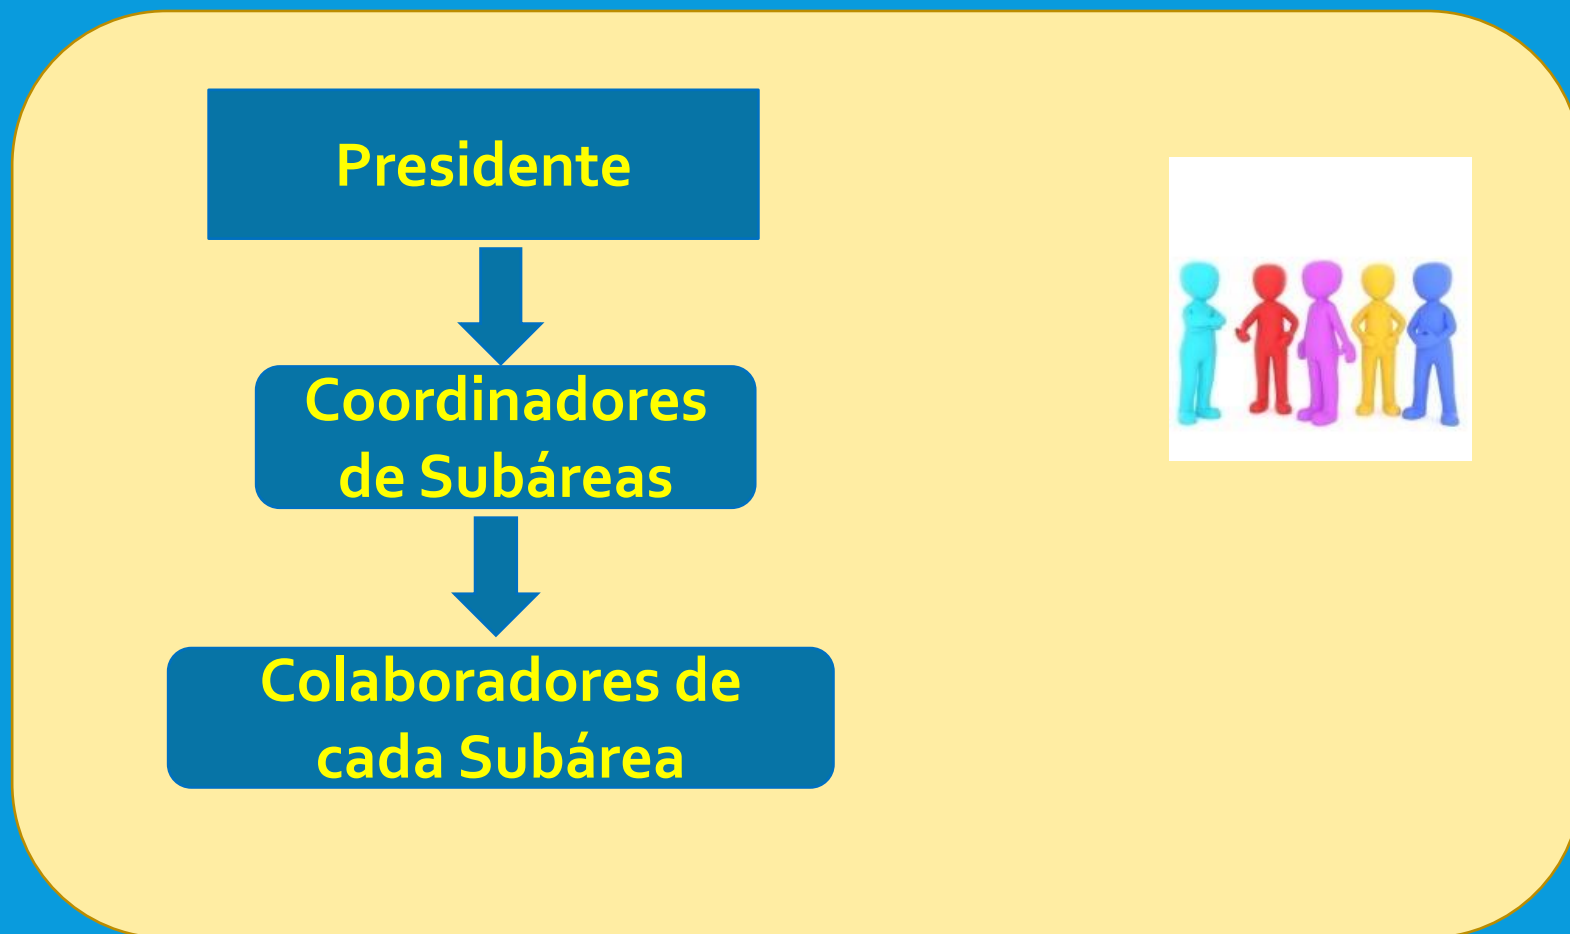 Presidente
Coordinadores
de Subáreas
Colaboradores de
cada Subárea